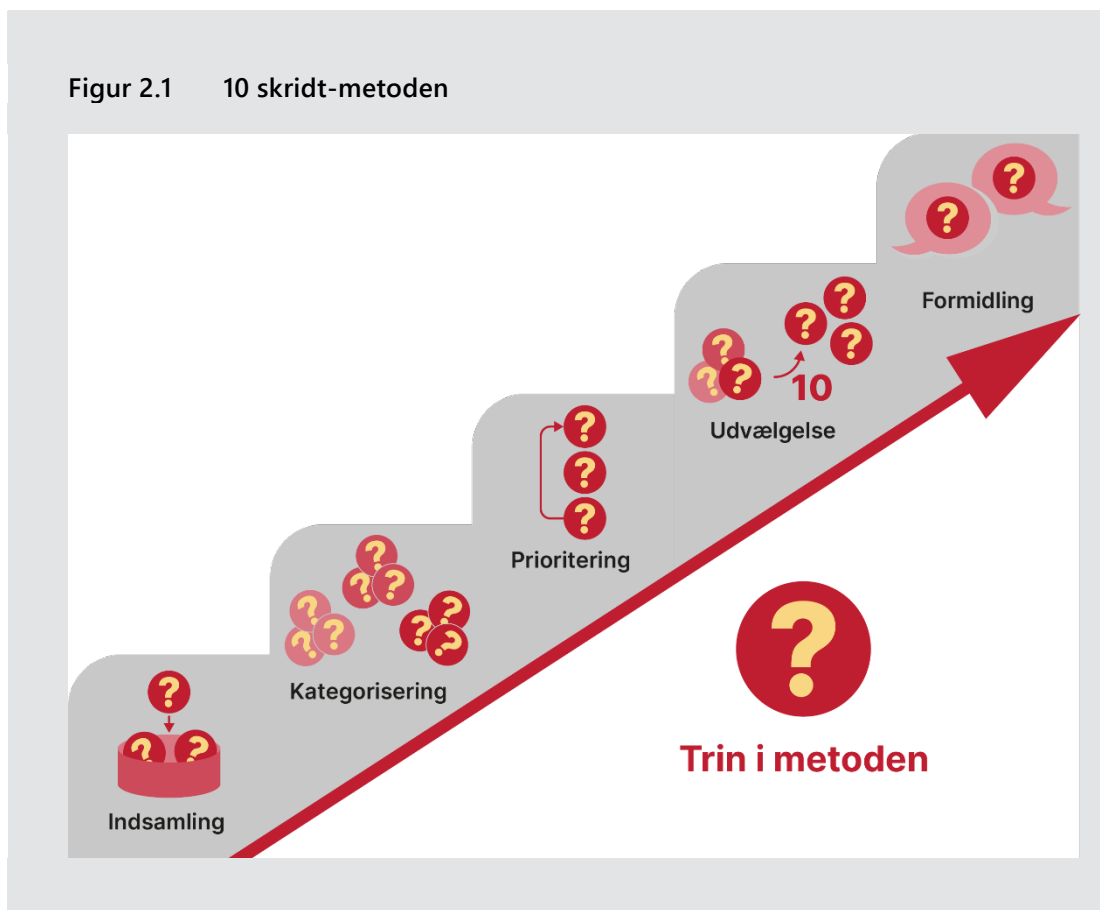 Figur 2.1 10 skridt-metoden
Formidling
10
Udvælgelse
Prioritering
Kategorisering
Indsamling
Trin i metoden